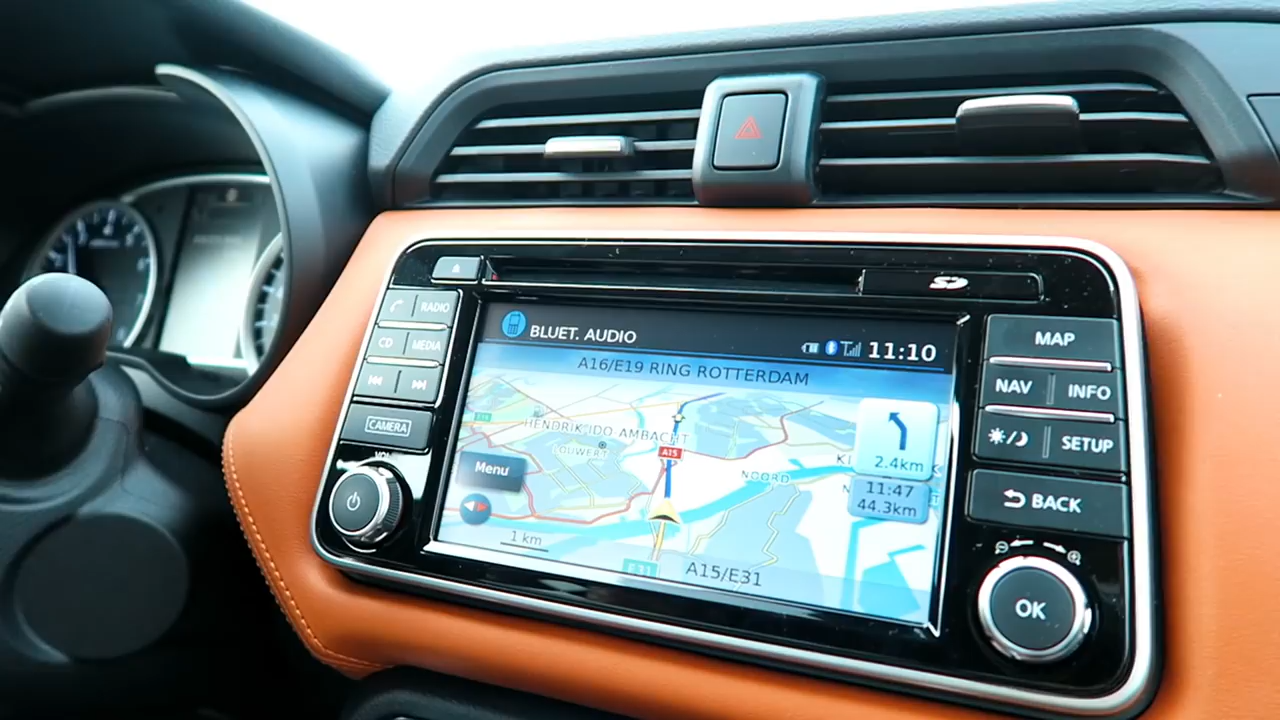 SD
RADIO
CD MEDIA
CAMERA
VOL
BLUET. AUDIO
11:10
A16/E19 RING ROTTERDAM
HENDRIK IDO AMBACHT
LOUWERT
A15
NOORD
Menu
2.4km
11:47
44.3km
1 km
E31
A15/E31
MAP
NAV INFO
SETUP
BACK
OK